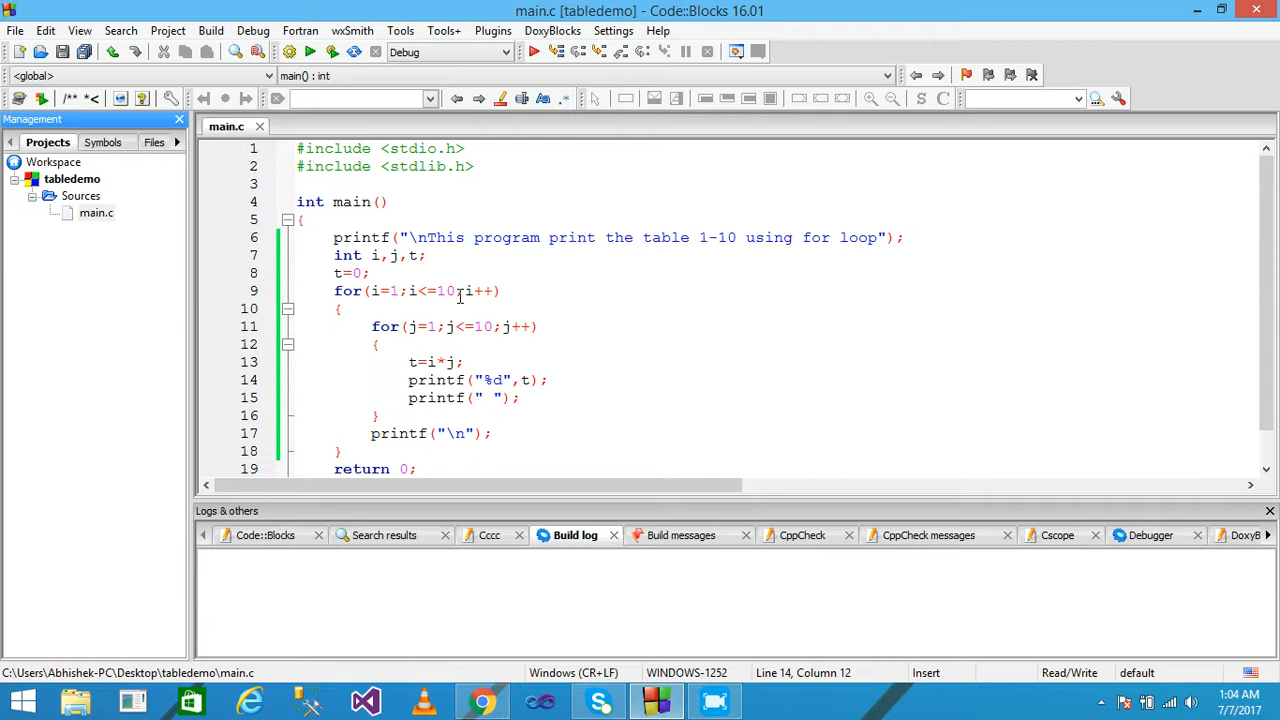 main.c [tabledemo] - Code::Blocks 16.01
File Edit View Search Project Build Debug Fortran wxSmith Tools Tools+ Plugins DoxyBlocks Settings Help
Debug
<global> main() : int
/** *< S C
Management
main.c
Projects Symbols Files
Workspace
tabledemo
Sources
main.c
1 #include <stdio.h>
2 #include <stdlib.h>
3
4 int main()
5 {
6 printf("\nThis program print the table 1-10 using for loop");
7 int i,j,t;
8 t=0;
9 for(i=1;i<=10;i++)
10 {
11 for(j=1;j<=10;j++)
12 {
13 t=i*j;
14 printf("%d",t);
15 printf(" ");
16 }
17 printf("\n");
18 }
19 return 0;
Logs & others
Code::Blocks Search results Cccc Build log Build messages CppCheck CppCheck messages Cscope Debugger DoxyB
C:\Users\Abhishek-PC\Desktop\tabledemo\main.c Windows (CR+LF) WINDOWS-1252 Line 14, Column 12 Insert Read/Write default
1:04 AM
7/7/2017